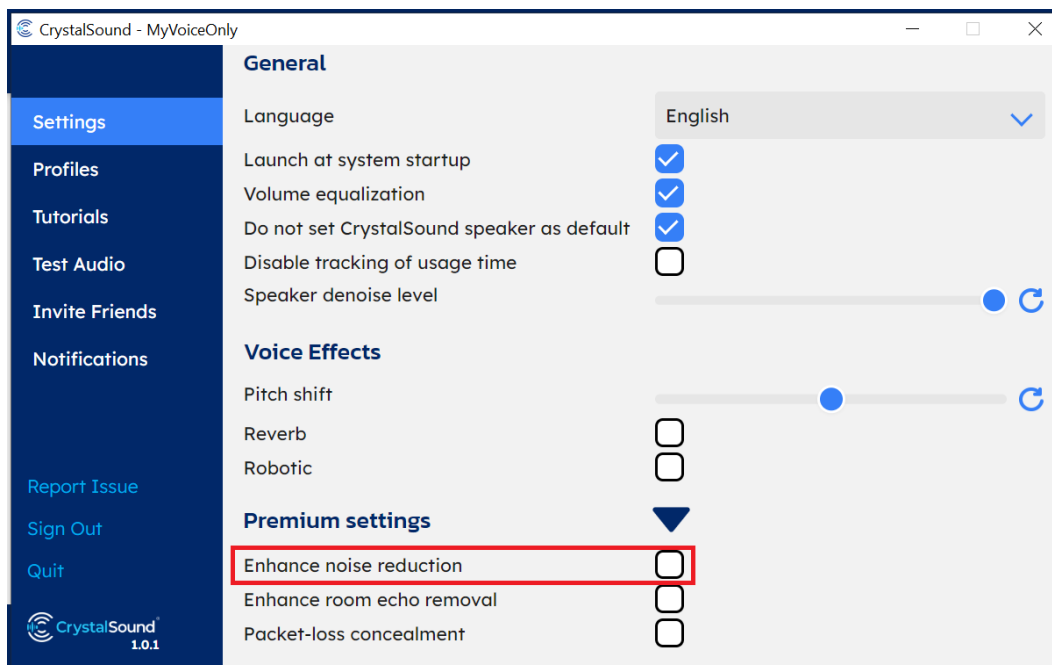 CrystalSound - MyVoiceOnly
Settings
Profiles
Tutorials
Test Audio
Invite Friends
Notifications
Report Issue
Sign Out
Quit
CrystalSound
1.0.1
General
Language English
Launch at system startup
Volume equalization
Do not set CrystalSound speaker as default
Disable tracking of usage time
Speaker denoise level
Voice Effects
Pitch shift
Reverb
Robotic
Premium settings
Enhance noise reduction
Enhance room echo removal
Packet-loss concealment